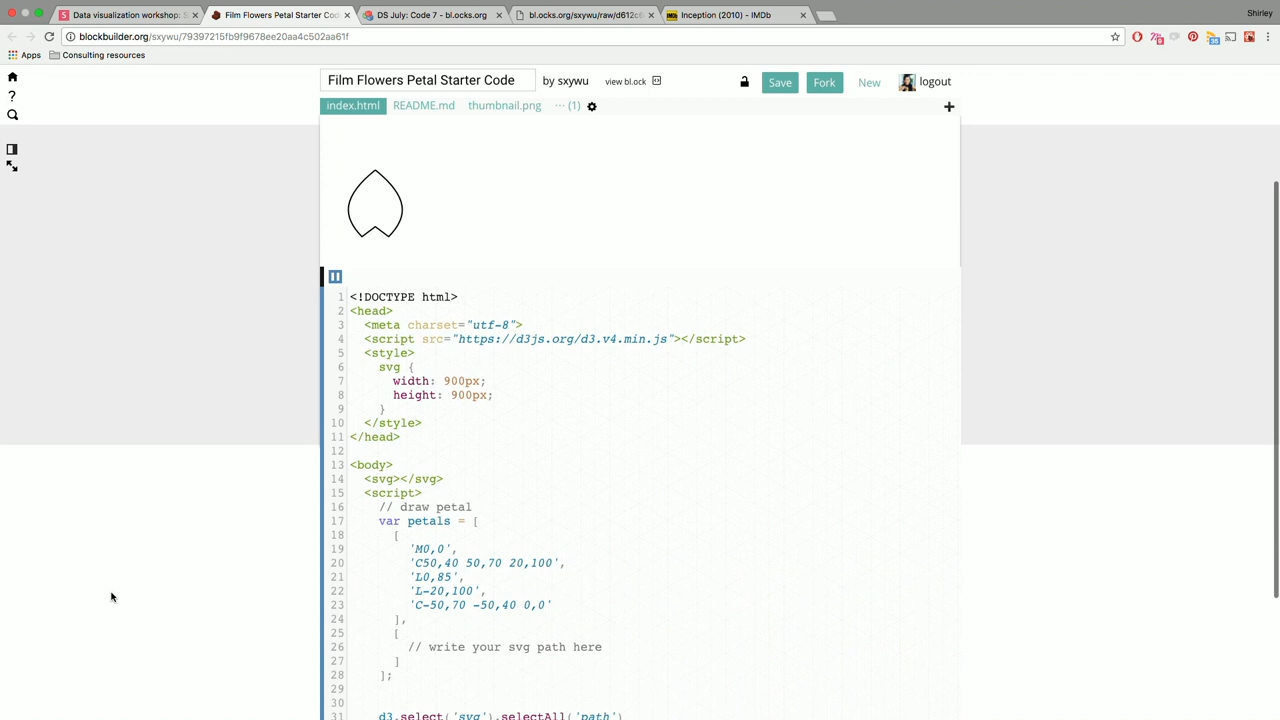 Data visualization workshop: S
Film Flowers Petal Starter Cod
DS July: Code 7 - bl.ocks.org
bl.ocks.org/sxywu/raw/d612c6
IMDb Inception (2010) - IMDb
Shirley
blockbuilder.org/sxywu/79397215fb9f9678ee20aa4c502aa61f
Apps
Consulting resources
Film Flowers Petal Starter Code
by sxywu
view bl.ock
Save
Fork
New
logout
index.html
README.md
thumbnail.png
··· (1)
+
?
1 <!DOCTYPE html>
2 <head>
3 <meta charset="utf-8">
4 <script src="https://d3js.org/d3.v4.min.js"></script>
5 <style>
6 svg {
7 width: 900px;
8 height: 900px;
9 }
10 </style>
11 </head>
12
13 <body>
14 <svg></svg>
15 <script>
16 // draw petal
17 var petals = [
18 [
19 'M0,0',
20 'C50,40 50,70 20,100',
21 'L0,85',
22 'L-20,100',
23 'C-50,70 -50,40 0,0'
24 ],
25 [
26 // write your svg path here
27 ]
28 ];
29
30
31 d3.select('svg').selectAll('path')